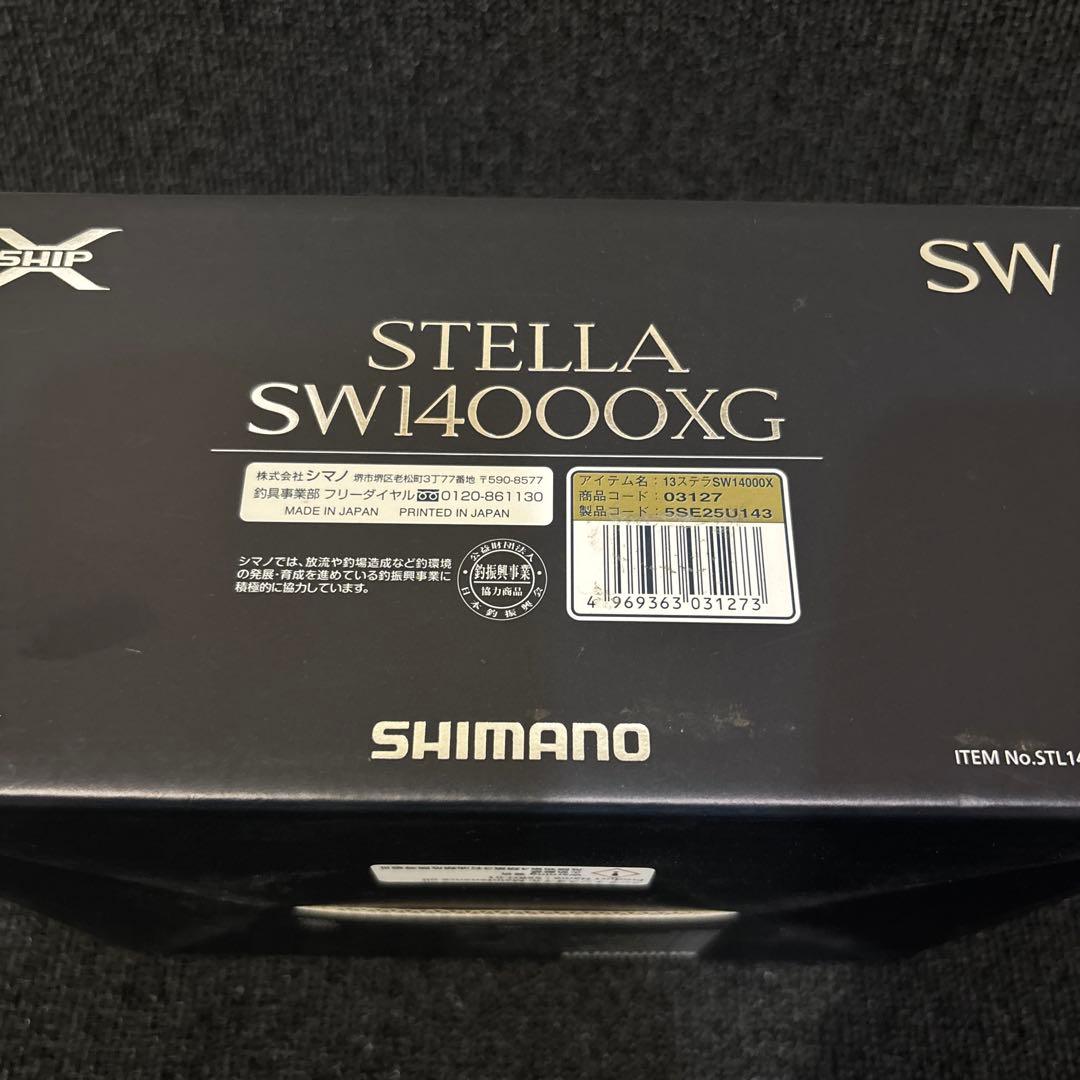 X SHIP
SW
STELLA
SW14000XG
株式会社 シマノ 堺市堺区老松町3丁77番地 〒590-8577
釣具事業部 フリーダイヤル 0120-861130
MADE IN JAPAN PRINTED IN JAPAN
アイテム名:13ステラSW14000X
商品コード:03127
製品コード:5SE25U143
4 969363 031273
シマノでは、放流や釣場造成など釣環境
の発展・育成を進めている釣振興事業に
積極的に協力しています。
公益財団法人
釣振興事業
協力商品
日本釣振興会
SHIMANO
ITEM No.STL14